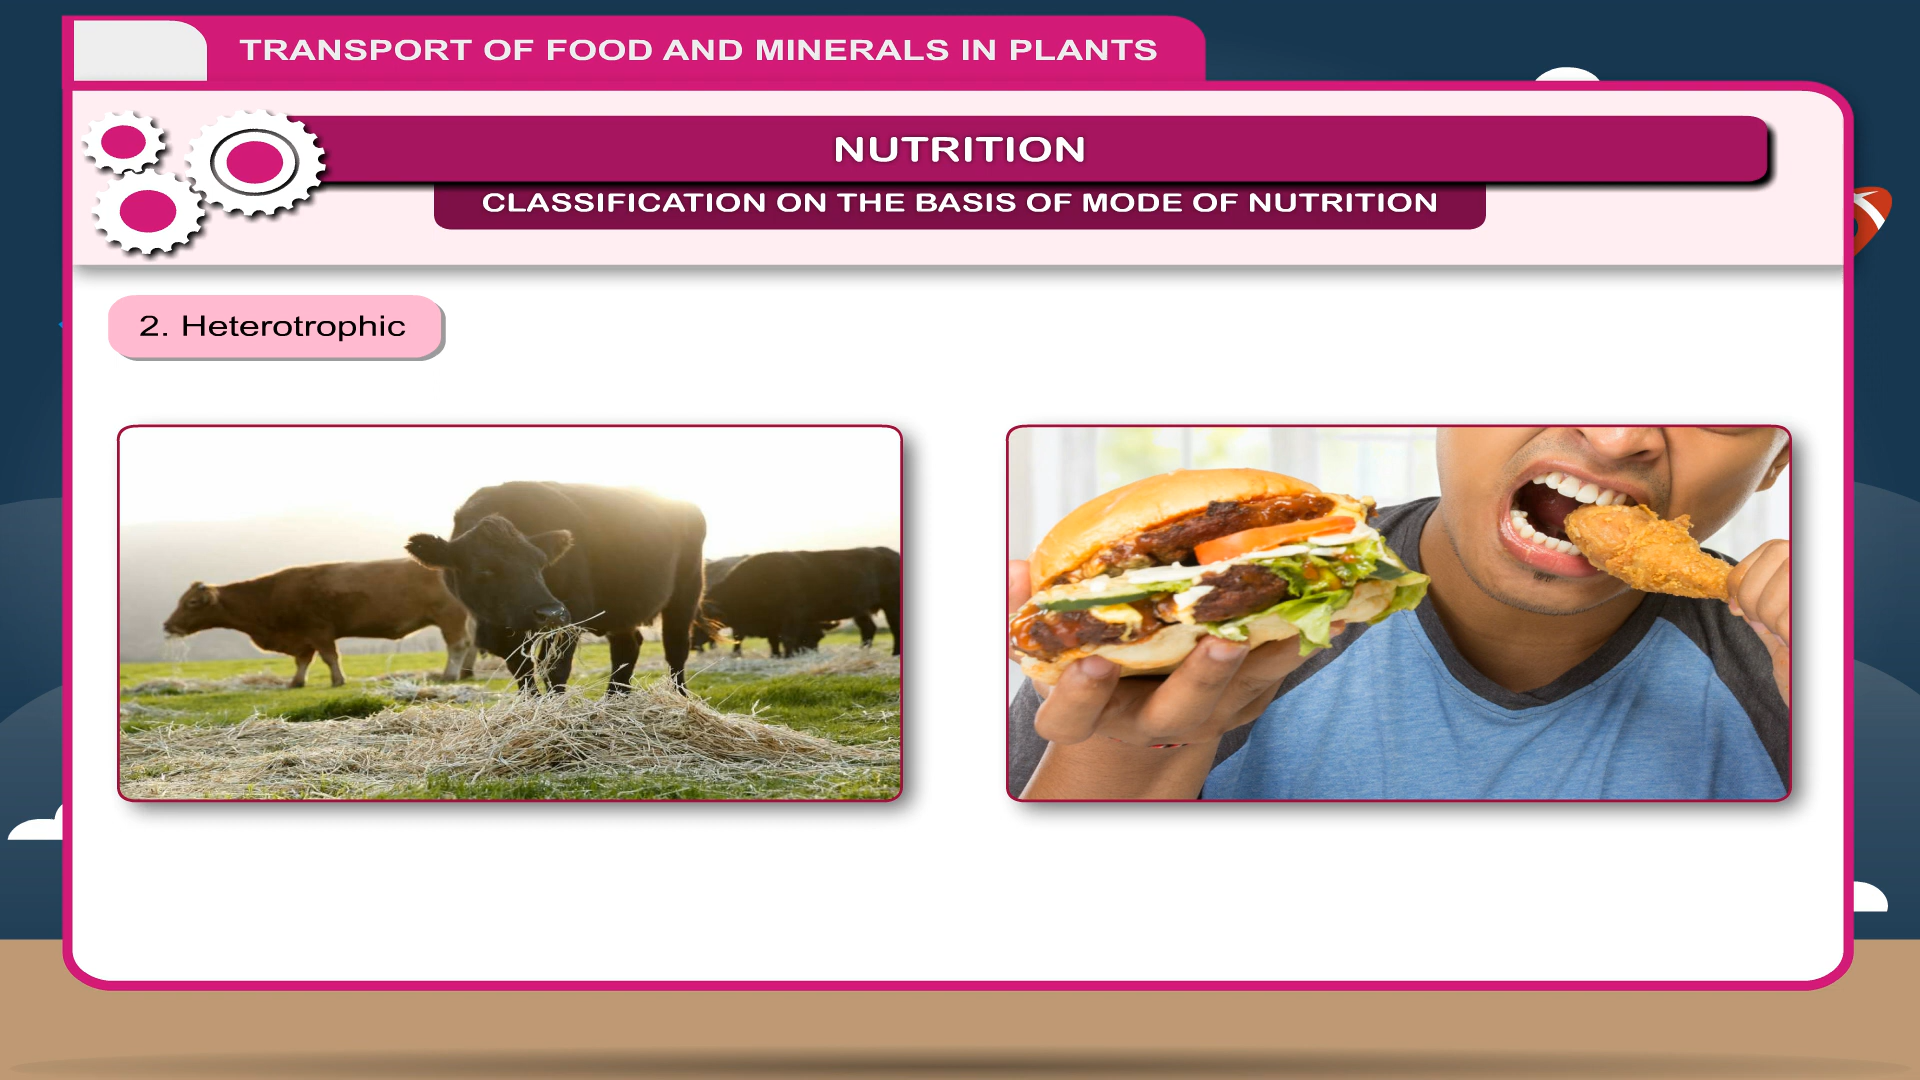 TRANSPORT OF FOOD AND MINERALS IN PLANTS
NUTRITION
CLASSIFICATION ON THE BASIS OF MODE OF NUTRITION
2. Heterotrophic